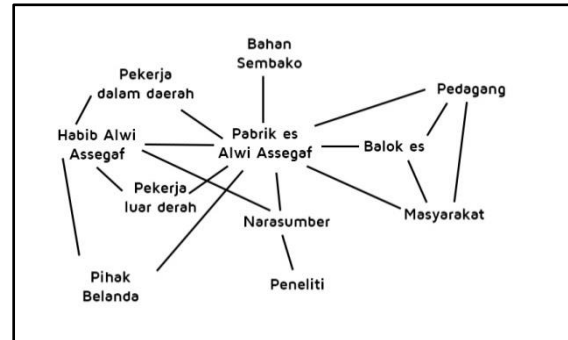 Bahan
Sembako
Pekerja
dalam daerah
Pedagang
Habib Alwi
Assegaf
Pabrik es
Alwi Assegaf
Balok es
Pekerja
luar derah
Narasumber
Masyarakat
Pihak
Belanda
Peneliti